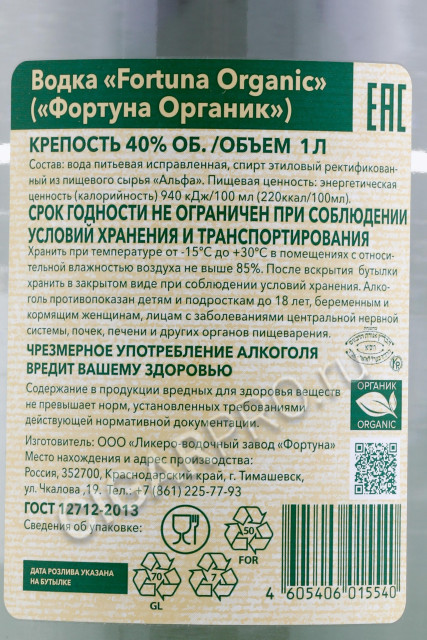 Водка «Fortuna Organic»
(«Фортуна Органик»)
EAC
КРЕПОСТЬ 40% ОБ. /ОБЪЕМ 1 Л
Состав: вода питьевая исправленная, спирт этиловый ректификован-
ный из пищевого сырья «Альфа». Пищевая ценность: энергетическая
ценность (калорийность) 940 кДж/100 мл (220ккал/100мл).
СРОК ГОДНОСТИ НЕ ОГРАНИЧЕН ПРИ СОБЛЮДЕНИИ
УСЛОВИЙ ХРАНЕНИЯ И ТРАНСПОРТИРОВАНИЯ
Хранить при температуре от -15°С до +30°С в помещениях с относи-
тельной влажностью воздуха не выше 85%. После вскрытия бутылки
хранить в закрытом виде при соблюдении условий хранения. Алко-
голь противопоказан детям и подросткам до 18 лет, беременным и
кормящим женщинам, лицам с заболеваниями центральной нервной
системы, почек, печени и других органов пищеварения.
ЧРЕЗМЕРНОЕ УПОТРЕБЛЕНИЕ АЛКОГОЛЯ
ВРЕДИТ ВАШЕМУ ЗДОРОВЬЮ
Содержание в продукции вредных для здоровья веществ
не превышает норм, установленных требованиями
действующей нормативной документации.
ОРГАНИК
ORGANIC
Изготовитель: ООО «Ликеро-водочный завод «Фортуна»
Место нахождения и адрес производства:
Россия, 352700, Краснодарский край, г. Тимашевск,
ул. Чкалова ,19. Тел.: +7 (861) 225-77-93
ГОСТ 12712-2013
Сведения об упаковке:
50
FOR
ДАТА РОЗЛИВА УКАЗАНА
НА БУТЫЛКЕ
70
GL
7
4 605406 015540